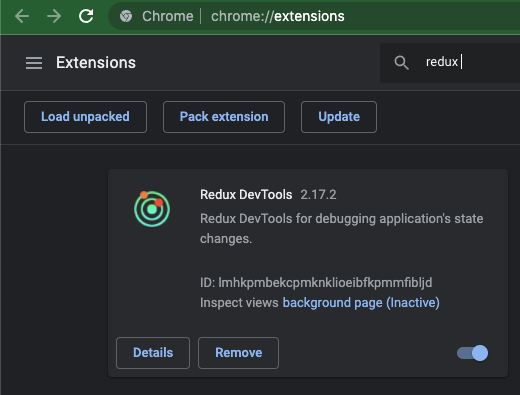 Chrome | chrome://extensions
Extensions
redux
Load unpacked
Pack extension
Update
Redux DevTools 2.17.2
Redux DevTools for debugging application's state
changes.
ID: lmhkpmbekcpmknklioeibfkpmmfibljd
Inspect views background page (Inactive)
Details
Remove